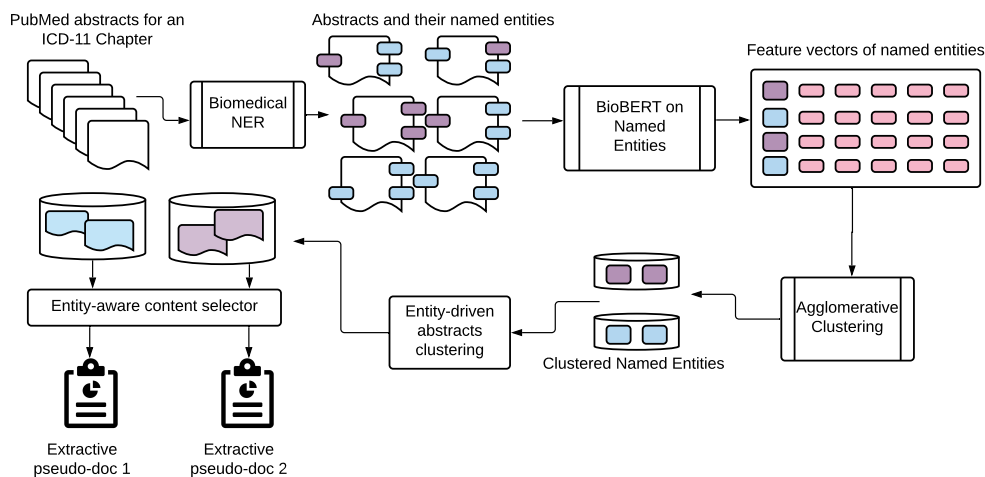 PubMed abstracts for an
ICD-11 Chapter
Biomedical
NER
Abstracts and their named entities
BioBERT on
Named
Entities
Feature vectors of named entities
Agglomerative
Clustering
Clustered Named Entities
Entity-driven
abstracts
clustering
Entity-aware content selector
Extractive
pseudo-doc 1
Extractive
pseudo-doc 2